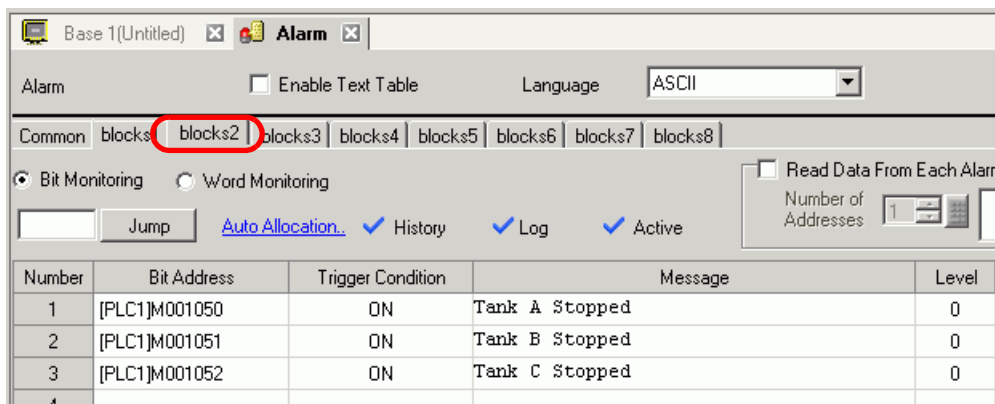 Base 1(Untitled) Alarm
Alarm Enable Text Table Language ASCII
Common blocks blocks2 blocks3 blocks4 blocks5 blocks6 blocks7 blocks8
Bit Monitoring Word Monitoring Read Data From Each Alarm
Number of Addresses 1
Jump Auto Allocation.. History Log Active
Number Bit Address Trigger Condition Message Level
1 [PLC1]M001050 ON Tank A Stopped 0
2 [PLC1]M001051 ON Tank B Stopped 0
3 [PLC1]M001052 ON Tank C Stopped 0